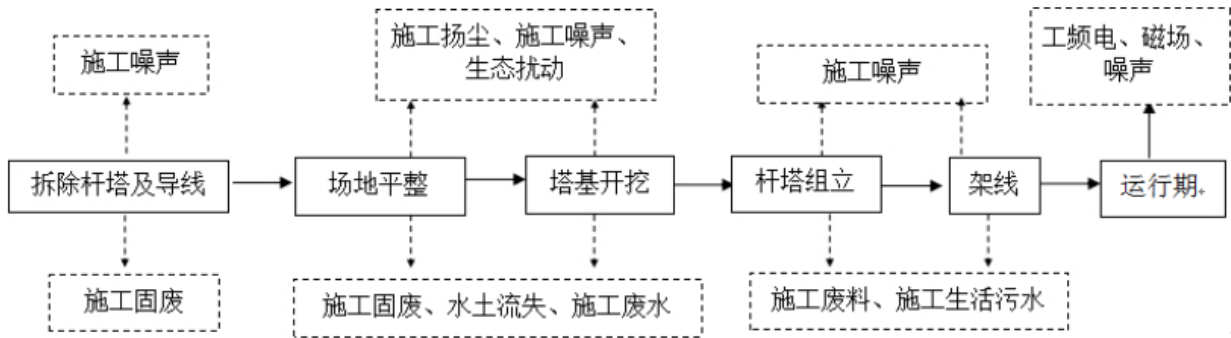 施工噪声
施工扬尘、施工噪声、
生态扰动
施工噪声
工频电、磁场、
噪声
拆除杆塔及导线
场地平整
塔基开挖
杆塔组立
架线
运行期
施工固废
施工固废、水土流失、施工废水
施工废料、施工生活污水